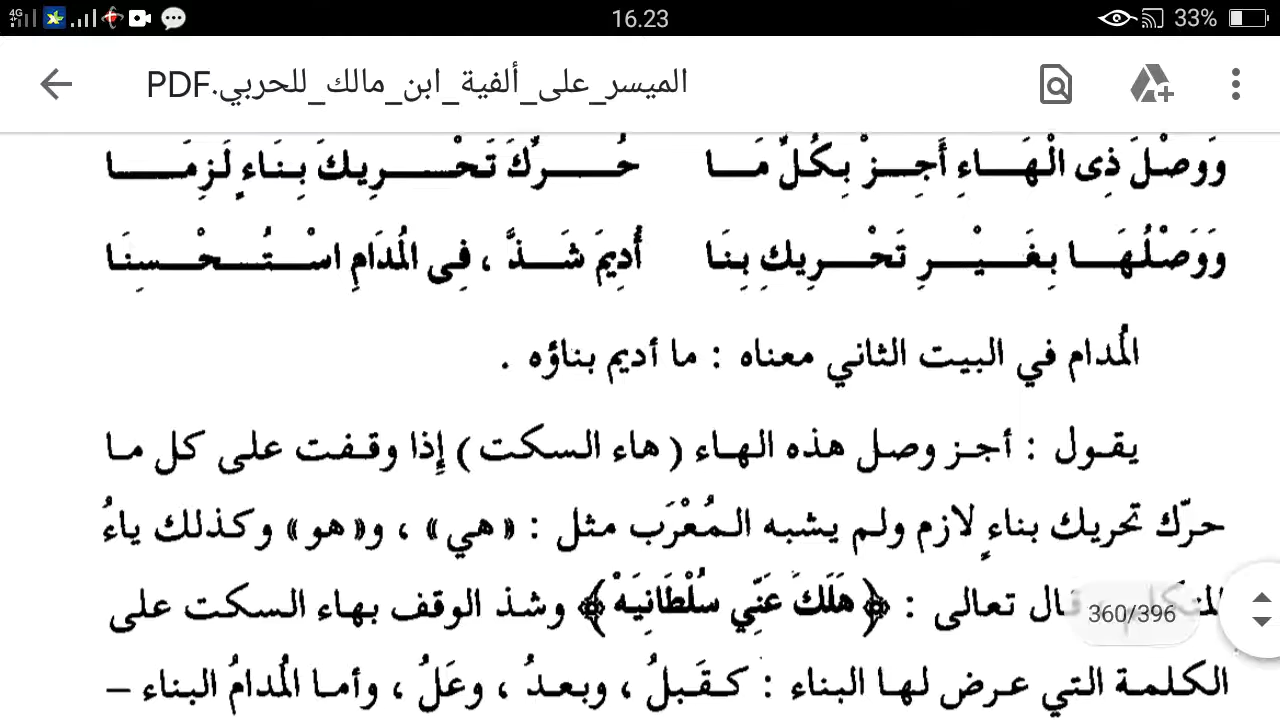 4G 16.23 33%
الميسر_على_ألفية_ابن_مالك_للحربي.PDF
وَوَصْلَ ذِى الْهَاءِ أَجِزْ بِكُلِّ مَا حُرِّكَ تَحْرِيكَ بِنَاءٍ لَزِمَا
وَوَصْلُهَا بِغَيْرِ تَحْرِيكِ بِنَا أُدِيمَ شَذَّ ، فِى الْمُدَامِ اسْتُحْسِنَا
المُدام في البيت الثاني معناه : ما أديم بناؤه .
يقول : أجز وصل هذه الهاء (هاء السكت) إِذا وقفت على كل ما
حرّك تحريك بناءٍ لازم ولم يشبه المُعْرَب مثل : «هي» ، و«هو» وكذلك ياءُ
قال تعالى : ﴿هَلَكَ عَنِّي سُلْطَانِيَهْ﴾ وشذ الوقف بهاء السكت على
360/396
الكلمة التي عرض لها البناء : كقَبلُ ، وبعدُ ، وعَلُ ، وأما المُدامُ البناء –